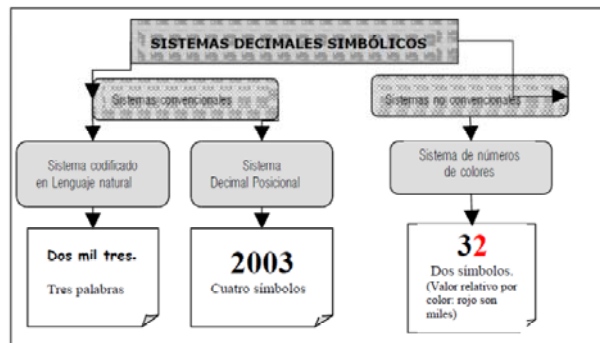 SISTEMAS DECIMALES SIMBÓLICOS
Sistemas convencionales
Sistemas no convencionales
Sistema codificado
en Lenguaje natural
Sistema
Decimal Posicional
Sistema de números
de colores
Dos mil tres.
Tres palabras
2003
Cuatro símbolos
32
Dos símbolos.
(Valor relativo por
color: rojo son
miles)